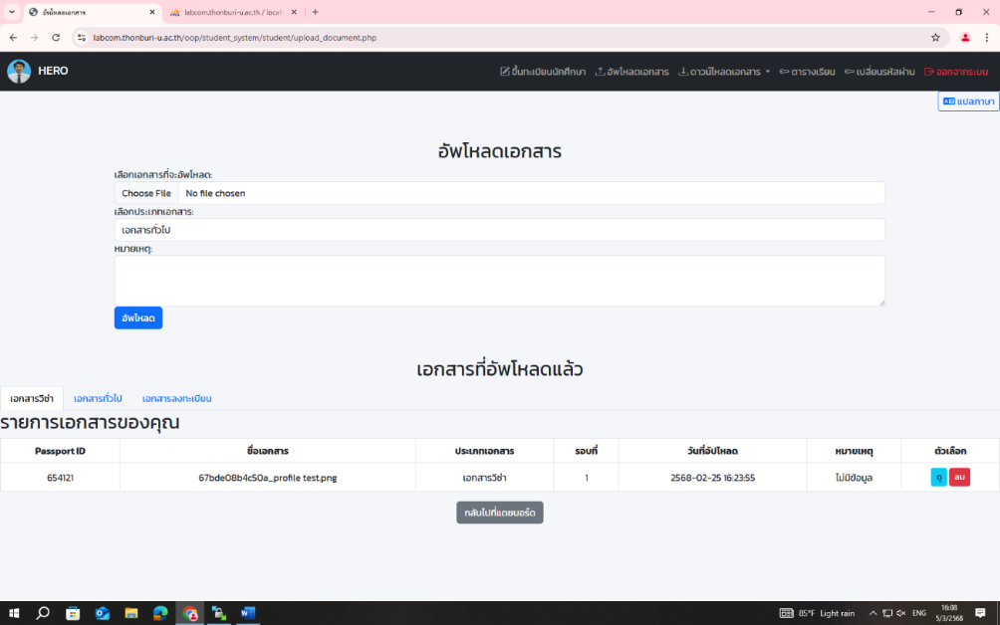 อัพโหลดเอกสาร
labcom.thonburi-u.ac.th / local
labcom.thonburi-u.ac.th/oop/student_system/student/upload_document.php
HERO
ขึ้นทะเบียนนักศึกษา อัพโหลดเอกสาร ดาวน์โหลดเอกสาร ตารางเรียน เปลี่ยนรหัสผ่าน ออกจากระบบ
แปลภาษา
อัพโหลดเอกสาร
เลือกเอกสารที่จะอัพโหลด:
Choose File No file chosen
เลือกประเภทเอกสาร:
เอกสารทั่วไป
หมายเหตุ:
อัพโหลด
เอกสารที่อัพโหลดแล้ว
เอกสารวีซ่า เอกสารทั่วไป เอกสารลงทะเบียน
รายการเอกสารของคุณ
Passport ID ชื่อเอกสาร ประเภทเอกสาร รอบที่ วันที่อัปโหลด หมายเหตุ ตัวเลือก
654121 67bde08b4c50a_profile test.png เอกสารวีซ่า 1 2568-02-25 16:23:55 ไม่มีข้อมูล ดู ลบ
กลับไปที่แดชบอร์ด
85°F Light rain ENG 16:08
5/3/2568